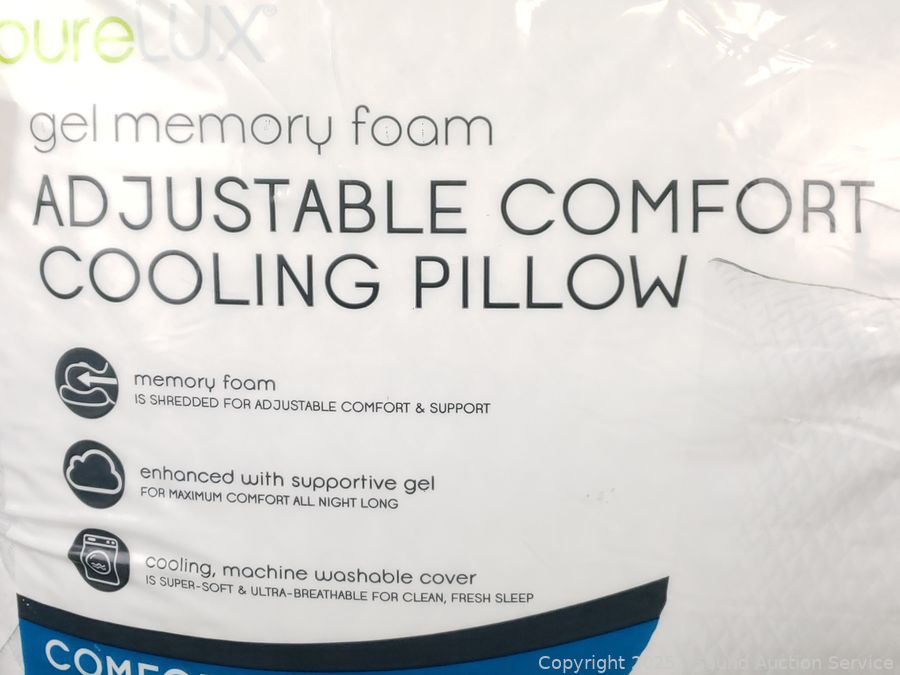 pureLUX®
gel memory foam
ADJUSTABLE COMFORT
COOLING PILLOW
memory foam
IS SHREDDED FOR ADJUSTABLE COMFORT & SUPPORT
enhanced with supportive gel
FOR MAXIMUM COMFORT ALL NIGHT LONG
cooling, machine washable cover
IS SUPER-SOFT & ULTRA-BREATHABLE FOR CLEAN, FRESH SLEEP
Copyright 2025 Sound Auction Service